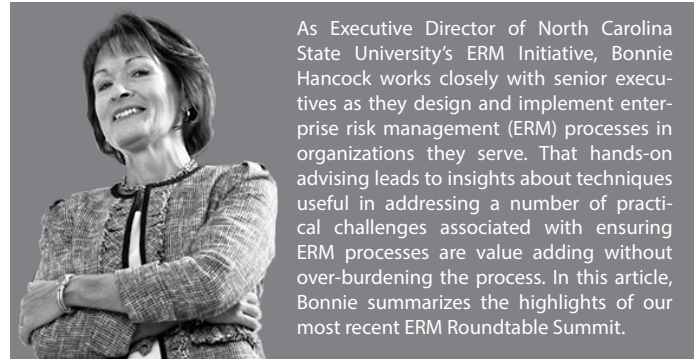 As Executive Director of North Carolina
State University’s ERM Initiative, Bonnie
Hancock works closely with senior execu-
tives as they design and implement enter-
prise risk management (ERM) processes in
organizations they serve. That hands-on
advising leads to insights about techniques
useful in addressing a number of practi-
cal challenges associated with ensuring
ERM processes are value adding without
over-burdening the process. In this article,
Bonnie summarizes the highlights of our
most recent ERM Roundtable Summit.